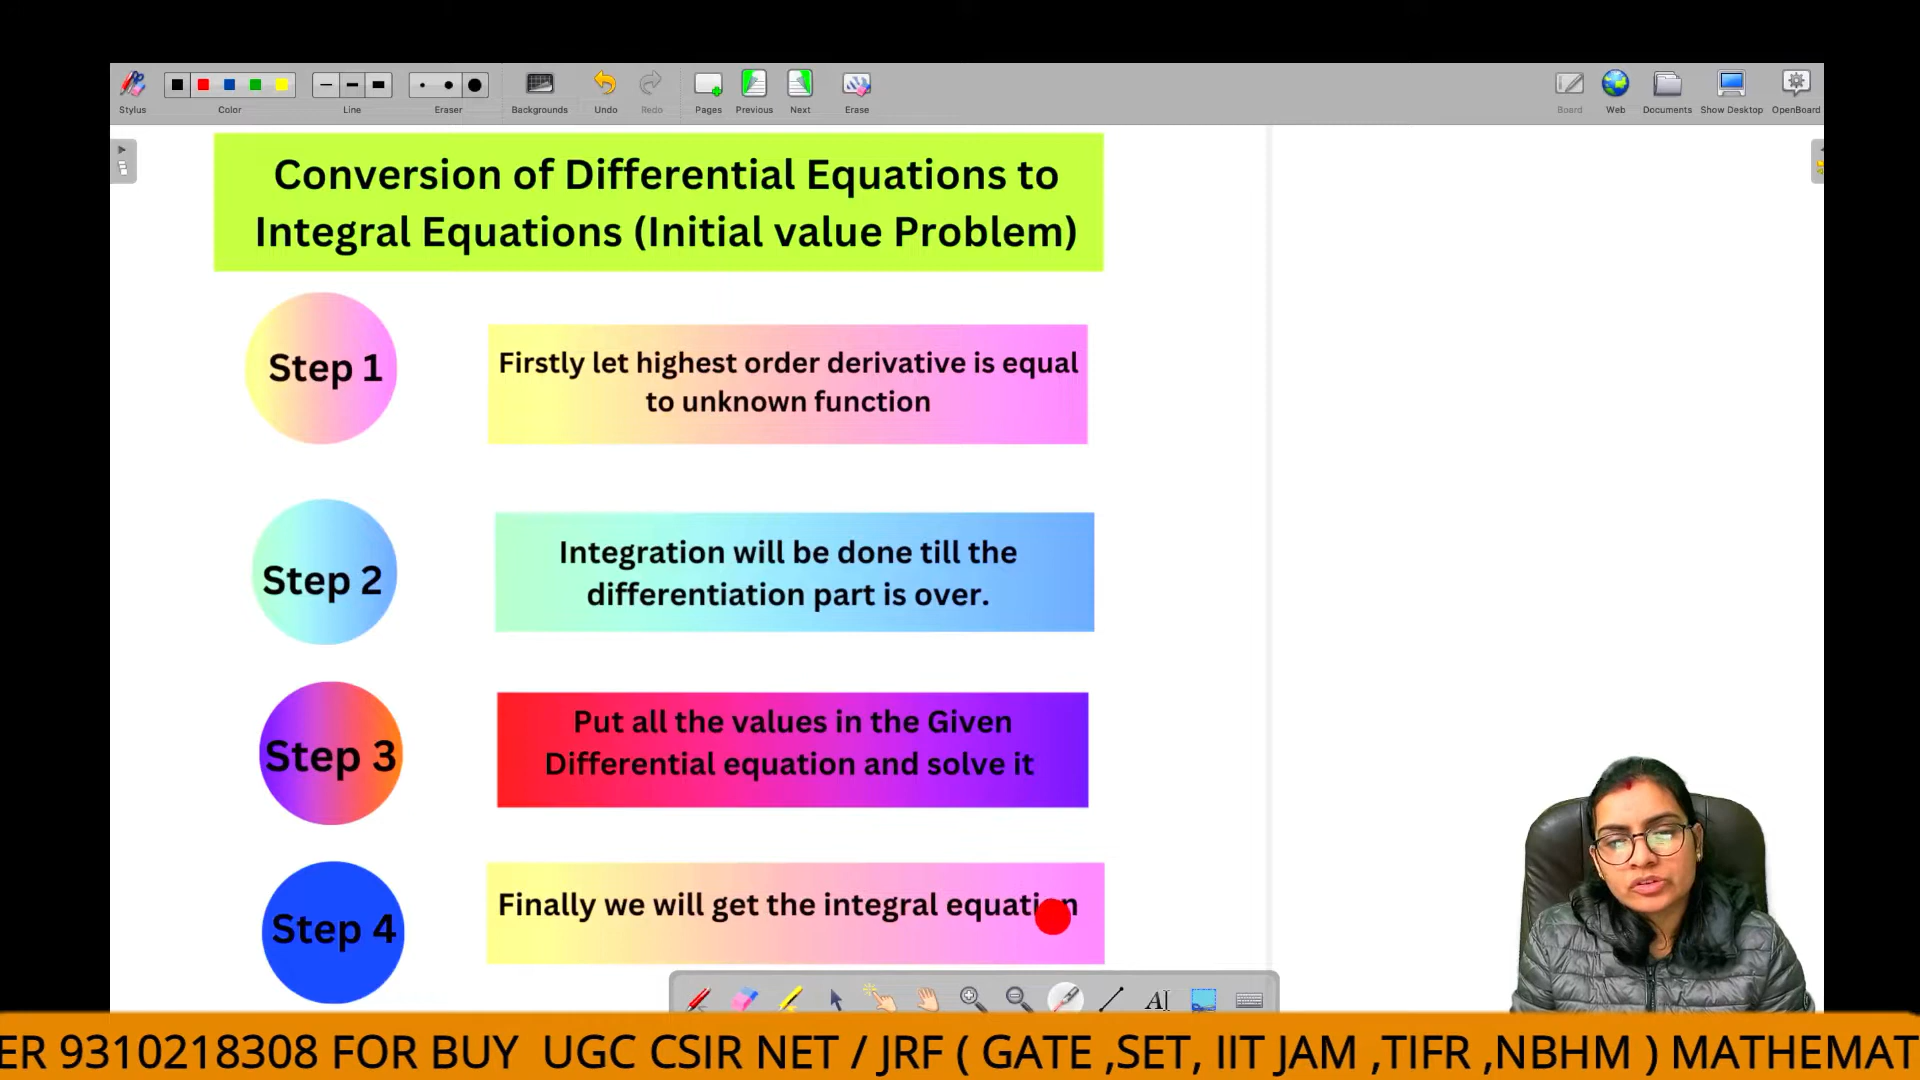 Stylus Color Line Eraser Backgrounds Undo Redo Pages Previous Next Erase Board Web Documents Show Desktop OpenBoard
Conversion of Differential Equations to
Integral Equations (Initial value Problem)
Step 1
Firstly let highest order derivative is equal
to unknown function
Step 2
Integration will be done till the
differentiation part is over.
Step 3
Put all the values in the Given
Differential equation and solve it
Step 4
Finally we will get the integral equation
AI
ER 9310218308 FOR BUY UGC CSIR NET / JRF ( GATE ,SET, IIT JAM ,TIFR ,NBHM ) MATHEMAT